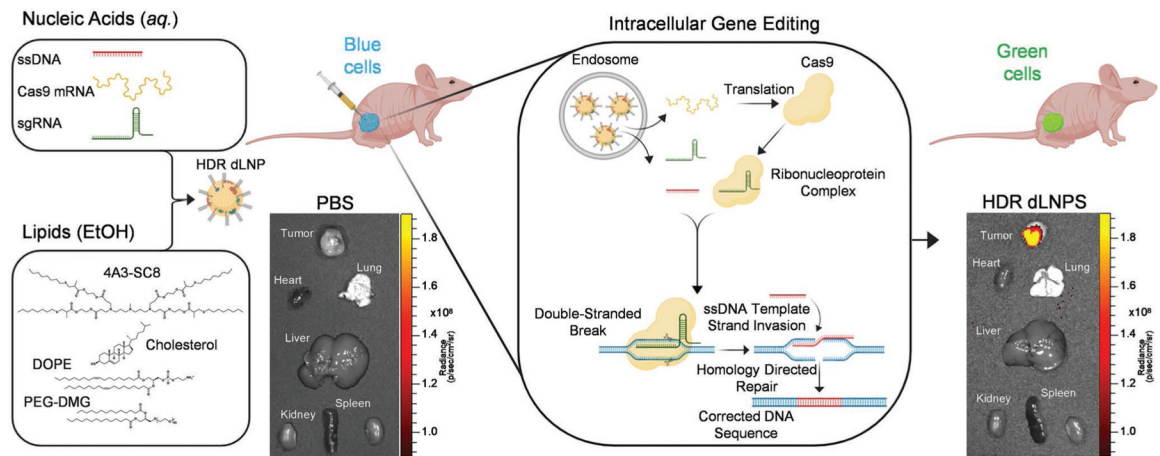 Nucleic Acids (aq.)
ssDNA
Cas9 mRNA
sgRNA
HDR dLNP
Lipids (EtOH)
4A3-SC8
Cholesterol
DOPE
PEG-DMG
Blue
cells
PBS
Tumor
Heart
Lung
Liver
Kidney
Spleen
1.8
1.6
x10⁸
1.4
1.2
1.0
Radiance
(p/sec/cm²/sr)
Intracellular Gene Editing
Endosome
Translation
Cas9
Ribonucleoprotein
Complex
Double-Stranded
Break
ssDNA Template
Strand Invasion
Homology Directed
Repair
Corrected DNA
Sequence
Green
cells
HDR dLNPS
Tumor
Heart
Lung
Liver
Kidney
Spleen
1.8
1.6
x10⁸
1.4
1.2
1.0
Radiance
(p/sec/cm²/sr)